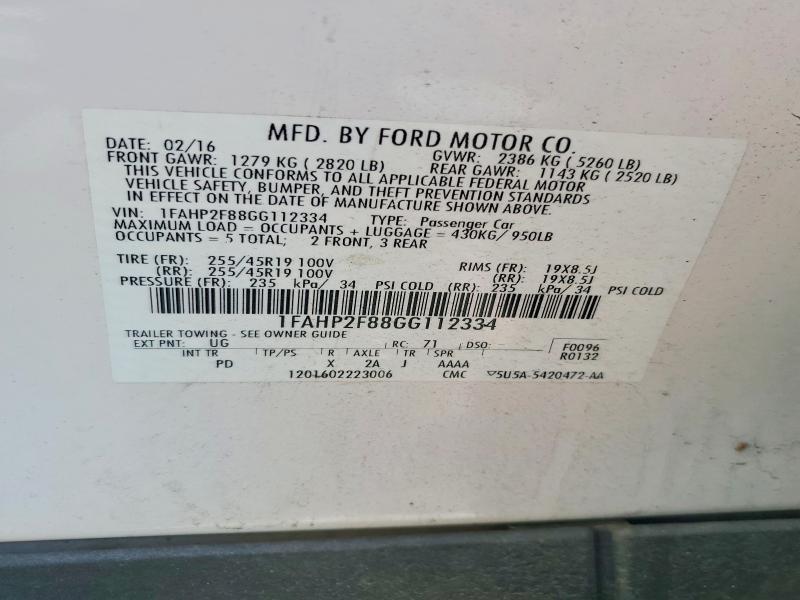 MFD. BY FORD MOTOR CO.
DATE: 02/16 GVWR: 2386 KG ( 5260 LB)
FRONT GAWR: 1279 KG ( 2820 LB) REAR GAWR: 1143 KG ( 2520 LB)
THIS VEHICLE CONFORMS TO ALL APPLICABLE FEDERAL MOTOR
VEHICLE SAFETY, BUMPER, AND THEFT PREVENTION STANDARDS
IN EFFECT ON THE DATE OF MANUFACTURE SHOWN ABOVE.
VIN: 1FAHP2F88GG112334 TYPE: Passenger Car
MAXIMUM LOAD = OCCUPANTS + LUGGAGE = 430KG/ 950LB
OCCUPANTS = 5 TOTAL; 2 FRONT, 3 REAR
TIRE (FR): 255/45R19 100V RIMS (FR): 19X8.5J
(RR): 255/45R19 100V (RR): 19X8.5J
PRESSURE (FR): 235 kPa/ 34 PSI COLD (RR): 235 kPa/ 34 PSI COLD
1FAHP2F88GG112334
TRAILER TOWING - SEE OWNER GUIDE F0096
EXT PNT: UG RC: 71 DSO: R0132
INT TR TP/PS R AXLE TR SPR
PD X 2A J AAAA
1201602223006 CMC 5U5A-5420472-AA